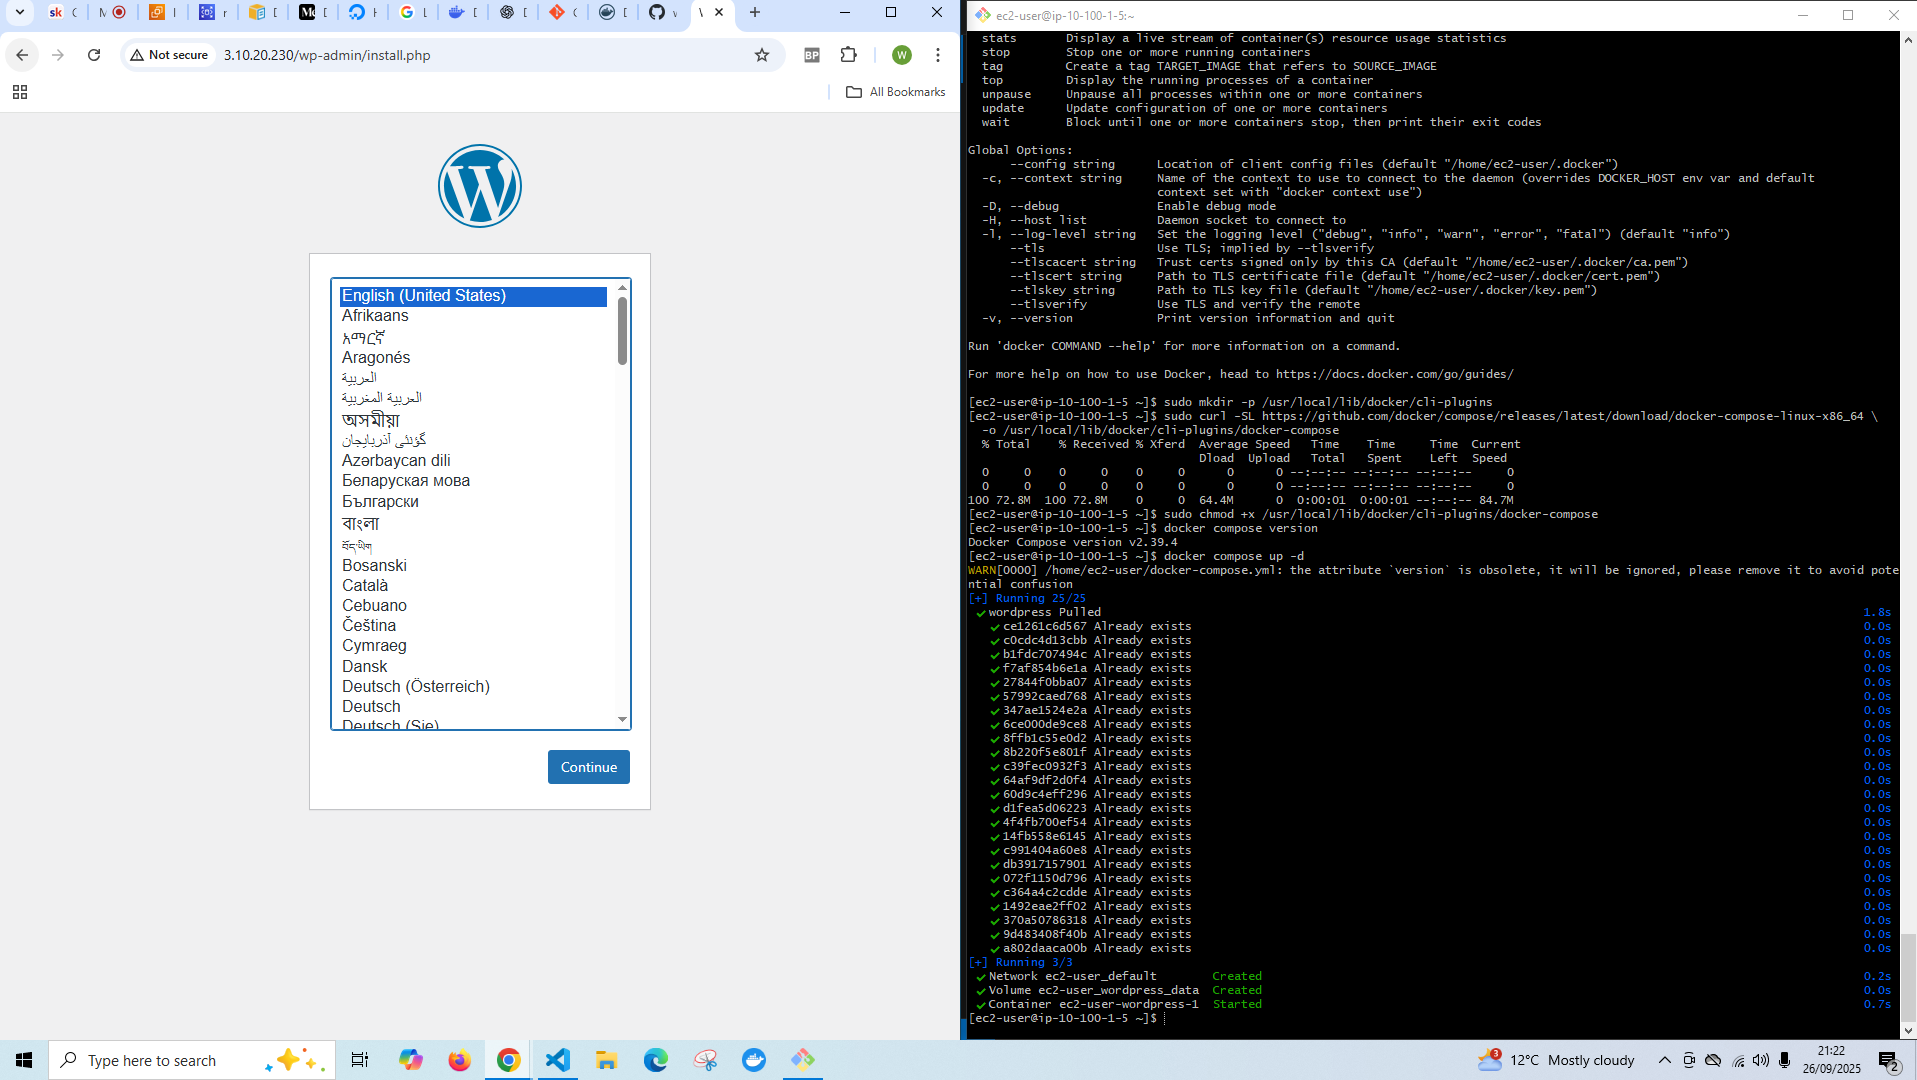 Not secure
3.10.20.230/wp-admin/install.php
BP
W
All Bookmarks
English (United States)
Afrikaans
አማርኛ
Aragonés
العربية
العربية المغربية
অসমীয়া
گؤنئی آذربایجان
Azərbaycan dili
Беларуская мова
Български
বাংলা
བོད་ཡིག
Bosanski
Català
Cebuano
Čeština
Cymraeg
Dansk
Deutsch (Österreich)
Deutsch
Deutsch (Sie)
Continue
ec2-user@ip-10-100-1-5:~
stats Display a live stream of container(s) resource usage statistics
stop Stop one or more running containers
tag Create a tag TARGET_IMAGE that refers to SOURCE_IMAGE
top Display the running processes of a container
unpause Unpause all processes within one or more containers
update Update configuration of one or more containers
wait Block until one or more containers stop, then print their exit codes
Global Options:
--config string Location of client config files (default "/home/ec2-user/.docker")
-c, --context string Name of the context to use to connect to the daemon (overrides DOCKER_HOST env var and default
context set with "docker context use")
-D, --debug Enable debug mode
-H, --host list Daemon socket to connect to
-l, --log-level string Set the logging level ("debug", "info", "warn", "error", "fatal") (default "info")
--tls Use TLS; implied by --tlsverify
--tlscacert string Trust certs signed only by this CA (default "/home/ec2-user/.docker/ca.pem")
--tlscert string Path to TLS certificate file (default "/home/ec2-user/.docker/cert.pem")
--tlskey string Path to TLS key file (default "/home/ec2-user/.docker/key.pem")
--tlsverify Use TLS and verify the remote
-v, --version Print version information and quit
Run 'docker COMMAND --help' for more information on a command.
For more help on how to use Docker, head to https://docs.docker.com/go/guides/
[ec2-user@ip-10-100-1-5 ~]$ sudo mkdir -p /usr/local/lib/docker/cli-plugins
[ec2-user@ip-10-100-1-5 ~]$ sudo curl -SL https://github.com/docker/compose/releases/latest/download/docker-compose-linux-x86_64 \
-o /usr/local/lib/docker/cli-plugins/docker-compose
% Total % Received % Xferd Average Speed Time Time Time Current
Dload Upload Total Spent Left Speed
0 0 0 0 0 0 0 0 --:--:-- --:--:-- --:--:-- 0
0 0 0 0 0 0 0 0 --:--:-- --:--:-- --:--:-- 0
100 72.8M 100 72.8M 0 0 64.4M 0 0:00:01 0:00:01 --:--:-- 84.7M
[ec2-user@ip-10-100-1-5 ~]$ sudo chmod +x /usr/local/lib/docker/cli-plugins/docker-compose
[ec2-user@ip-10-100-1-5 ~]$ docker compose version
Docker Compose version v2.39.4
[ec2-user@ip-10-100-1-5 ~]$ docker compose up -d
WARN[0000] /home/ec2-user/docker-compose.yml: the attribute `version` is obsolete, it will be ignored, please remove it to avoid pote
ntial confusion
[+] Running 25/25
✔ wordpress Pulled 1.8s
✔ ce1261c6d567 Already exists 0.0s
✔ c0cdc4d13cbb Already exists 0.0s
✔ b1fdc707494c Already exists 0.0s
✔ f7af854b6e1a Already exists 0.0s
✔ 27844f0bba07 Already exists 0.0s
✔ 57992caed768 Already exists 0.0s
✔ 347ae1524e2a Already exists 0.0s
✔ 6ce000de9ce8 Already exists 0.0s
✔ 8ffb1c55e0d2 Already exists 0.0s
✔ 8b220f5e801f Already exists 0.0s
✔ c39fec0932f3 Already exists 0.0s
✔ 64af9df2d0f4 Already exists 0.0s
✔ 60d9c4eff296 Already exists 0.0s
✔ d1fea5d06223 Already exists 0.0s
✔ 4f4fb700ef54 Already exists 0.0s
✔ 14fb558e6145 Already exists 0.0s
✔ c991404a60e8 Already exists 0.0s
✔ db3917157901 Already exists 0.0s
✔ 072f1150d796 Already exists 0.0s
✔ c364a4c2cdde Already exists 0.0s
✔ 1492eae2ff02 Already exists 0.0s
✔ 370a50786318 Already exists 0.0s
✔ 9d483408f40b Already exists 0.0s
✔ a802daaca00b Already exists 0.0s
[+] Running 3/3
✔ Network ec2-user_default Created 0.2s
✔ Volume ec2-user_wordpress_data Created 0.0s
✔ Container ec2-user-wordpress-1 Started 0.7s
[ec2-user@ip-10-100-1-5 ~]$
Type here to search
3
12°C Mostly cloudy
21:22
26/09/2025
2